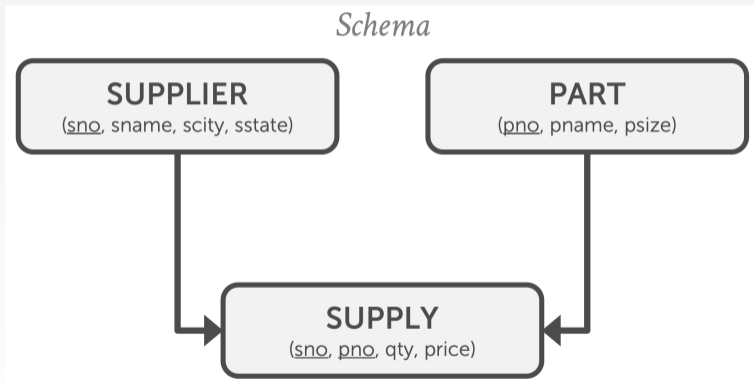 Schema
SUPPLIER
(sno, sname, scity, sstate)
PART
(pno, pname, psize)
SUPPLY
(sno, pno, qty, price)